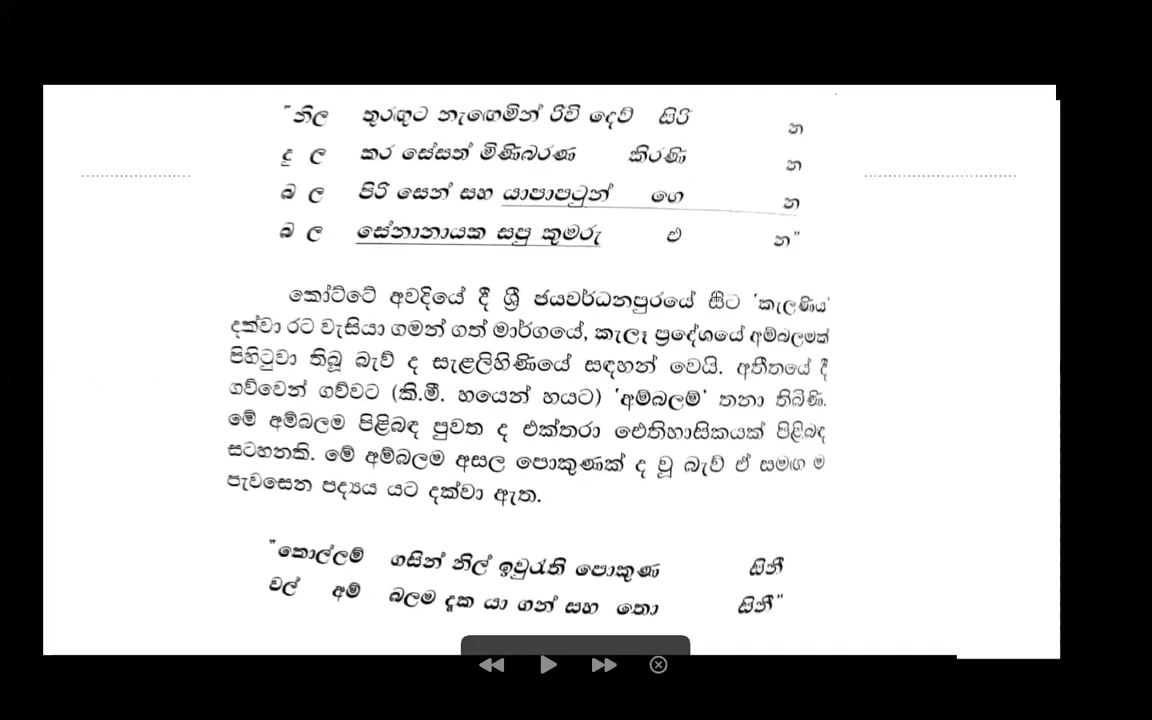 "නිල තුරඟුට නැඟෙමින් රිවි දෙව් සිරි න
දු ල කර සේසත් මිණිබරණ කිරණි න
බ ල පිරි සෙන් සහ යාපාපටුන් ගෙ න
බ ල සේනානායක සපු කුමරු එ න"
කෝට්ටේ අවදියේ දී ශ්‍රී ජයවර්ධනපුරයේ සිට 'කැලණිය'
දක්වා රට වැසියා ගමන් ගත් මාර්ගයේ, කැලෑ ප්‍රදේශයේ අම්බලමක්
පිහිටුවා තිබූ බැව් ද සැළලිහිණියේ සඳහන් වෙයි. අතීතයේ දී
ගව්වෙන් ගව්වට (කි.මී. හයෙන් හයට) 'අම්බලම්' තනා තිබිණි.
මේ අම්බලම පිළිබඳ පුවත ද එක්තරා ඓතිහාසිකයක් පිළිබඳ
සටහනකි. මේ අම්බලම අසල පොකුණක් ද වූ බැව් ඒ සමඟ ම
පැවසෙන පද්‍යය යට දක්වා ඇත.
"කොල්ලම් ගසින් නිල් ඉවුරැති පොකුණ සිනී
වල් අම් බලම දක යා ගන් සහ තො සිනී"